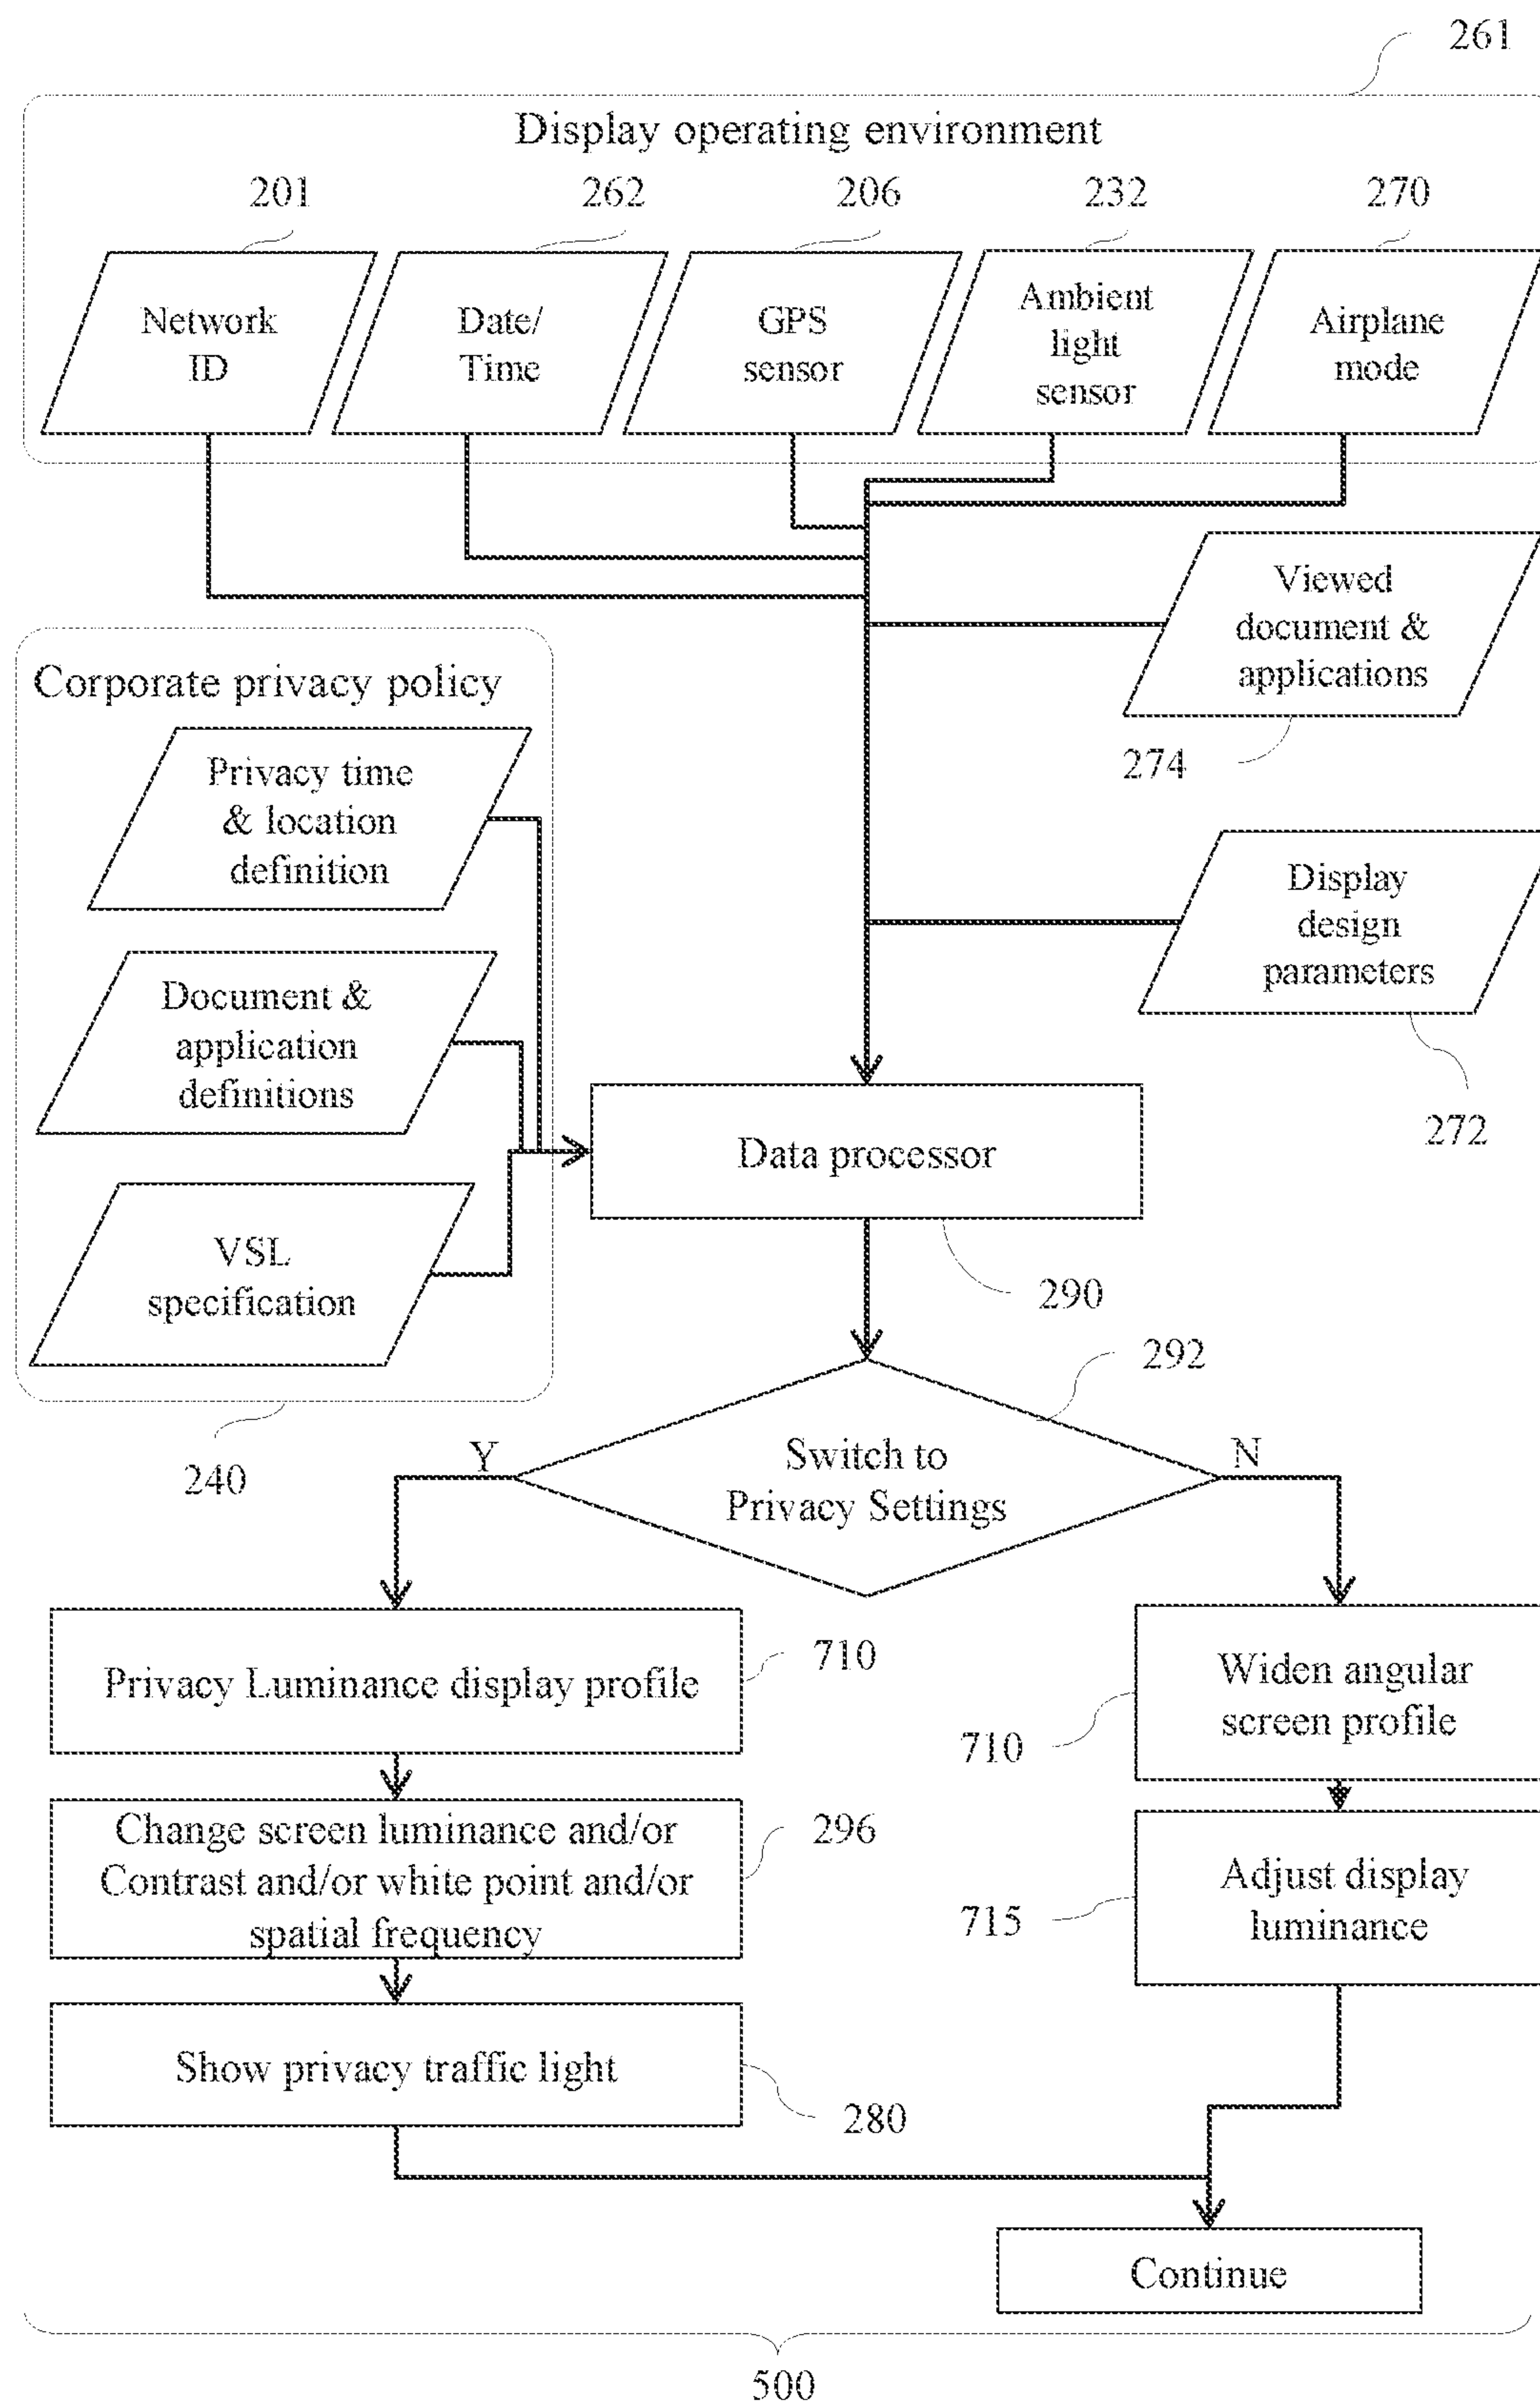 261
Display operating environment
201
262
206
232
270
Network
ID
Date/
Time
GPS
sensor
Ambient
light
sensor
Airplane
mode
Viewed
document &
applications
274
Corporate privacy policy
Privacy time
& location
definition
Display
design
parameters
272
Document &
application
definitions
Data processor
290
VSL
specification
240
292
Switch to
Privacy Settings
Y
N
Privacy Luminance display profile
710
Widen angular
screen profile
710
Change screen luminance and/or
Contrast and/or white point and/or
spatial frequency
296
Adjust display
luminance
715
Show privacy traffic light
280
Continue
500